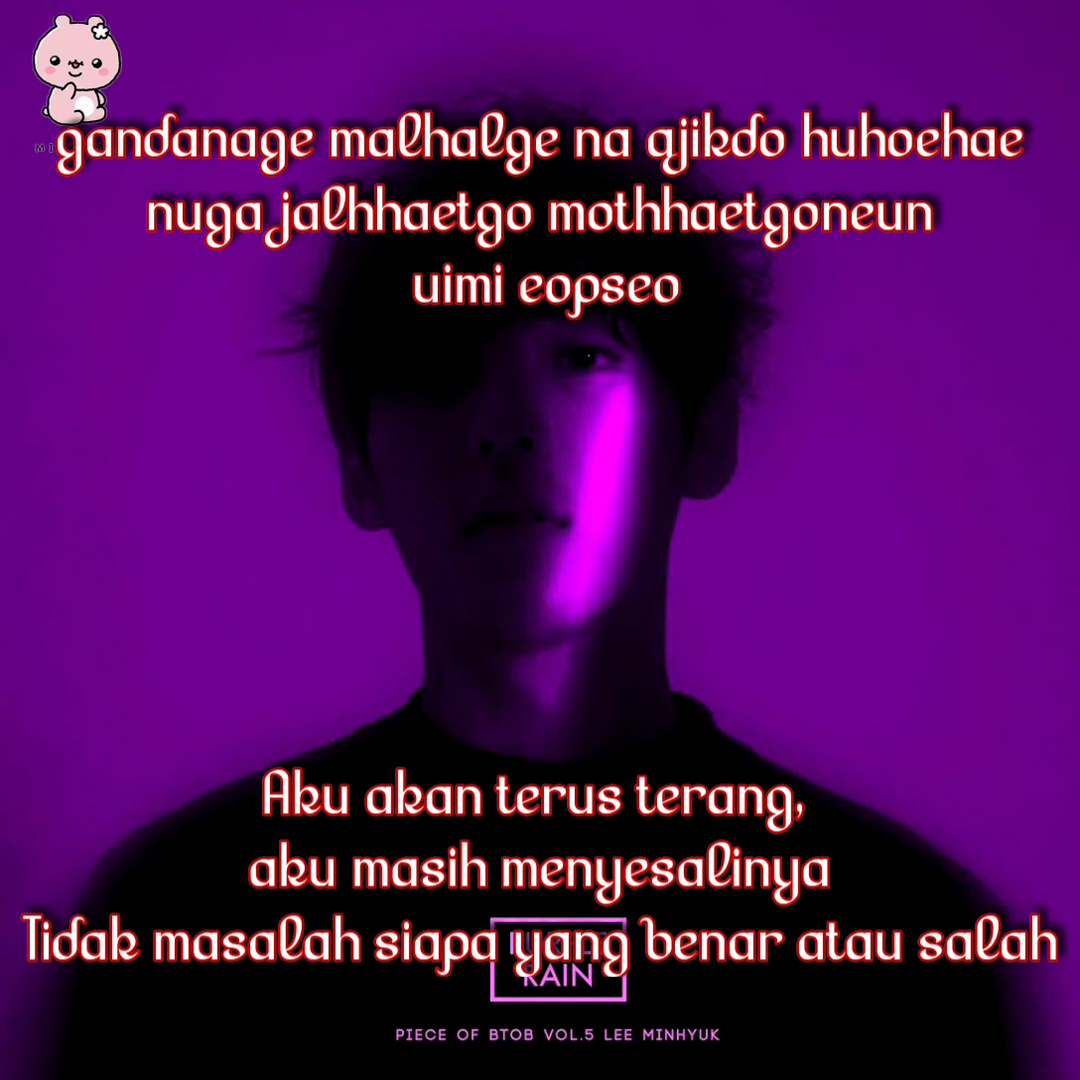 gandanage malhalge na ajikdo huhoehae
nuga jalhhaetgo mothhaetgoneun
uimi eopseo
Aku akan terus terang,
aku masih menyesalinya
Tidak masalah siapa yang benar atau salah
RAIN
PIECE OF BTOB VOL.5 LEE MINHYUK